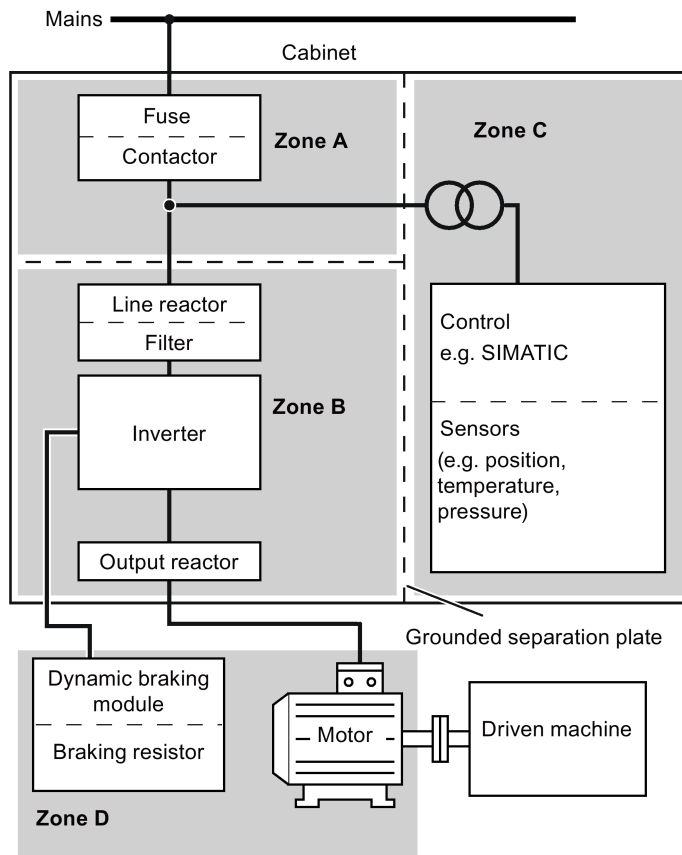 Mains
Cabinet
Fuse
Contactor
Zone A
Zone C
Line reactor
Filter
Control
e.g. SIMATIC
Inverter
Zone B
Sensors
(e.g. position,
temperature,
pressure)
Output reactor
Grounded separation plate
Dynamic braking
module
Braking resistor
Motor
Driven machine
Zone D